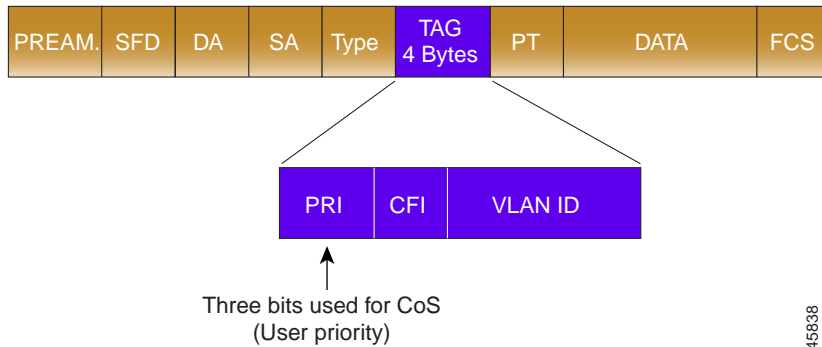 PREAM. SFD DA SA Type TAG 4 Bytes PT DATA FCS
PRI CFI VLAN ID
Three bits used for CoS
(User priority)
45838